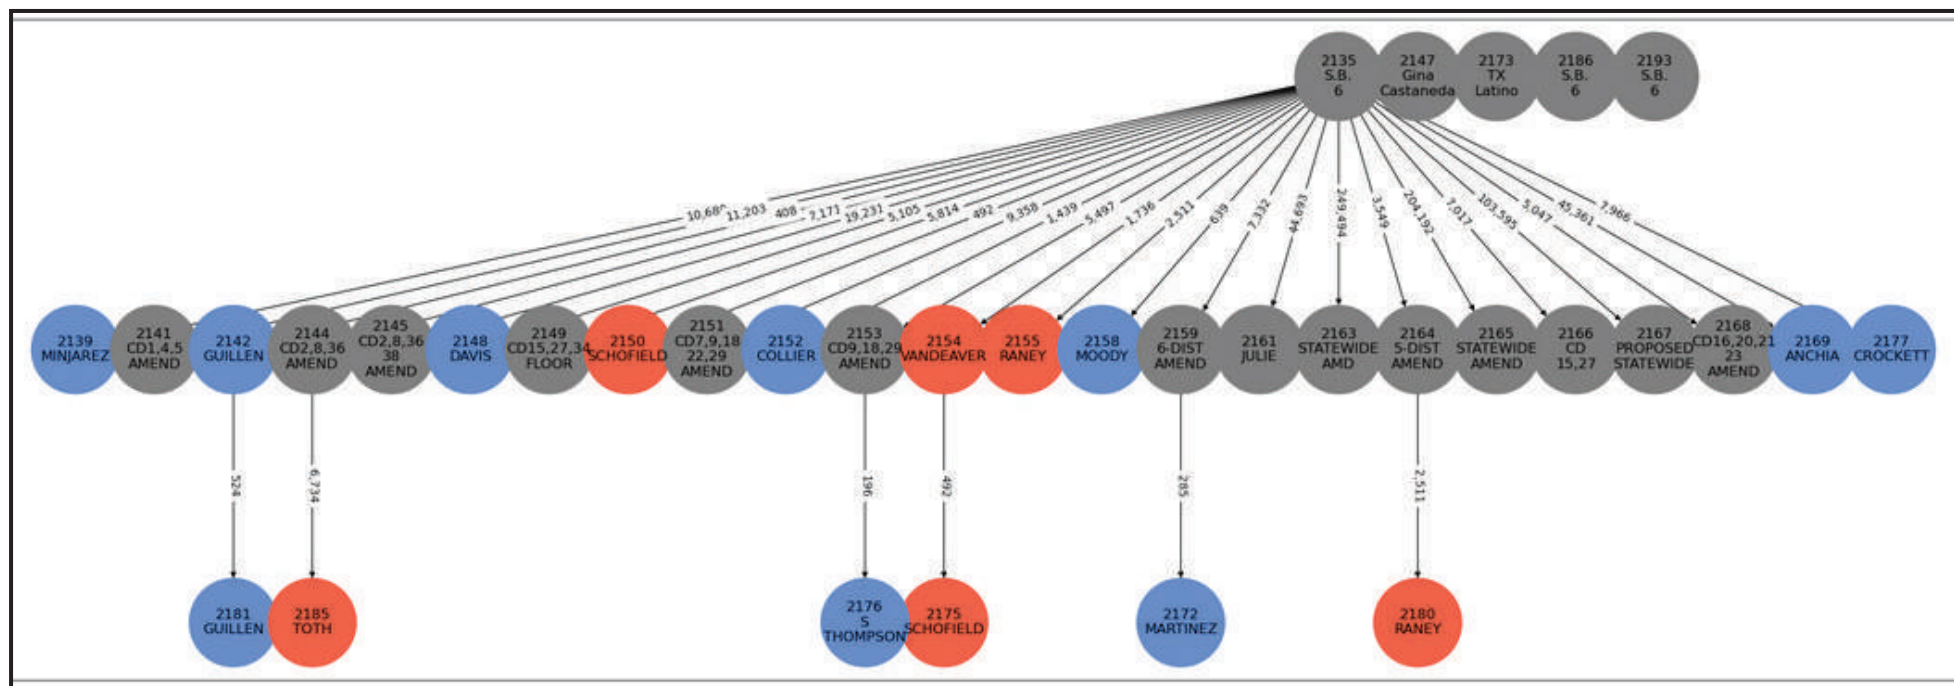 2135
S.B.
6
2147
Gina
Castaneda
2173
TX
Latino
2186
S.B.
6
2193
S.B.
6
11,203
408
7,171
19,231
5,105
5,814
492
9,358
1,439
5,497
1,736
2,511
639
7,332
44,693
249,494
3,549
204,192
7,017
103,595
5,047
45,361
7,966
2139
MINJAREZ
2141
CD1,4,5
AMEND
2142
GUILLEN
2144
CD2,8,36
AMEND
2145
CD2,8,36
38
AMEND
2148
DAVIS
2149
CD15,27,34
FLOOR
2150
SCHOFIELD
2151
CD7,9,18
22,29
AMEND
2152
COLLIER
2153
CD9,18,29
AMEND
2154
VANDEAVER
2155
RANEY
2158
MOODY
2159
6-DIST
AMEND
2161
JULIE
2163
STATEWIDE
AMD
2164
5-DIST
AMEND
2165
STATEWIDE
AMEND
2166
CD
15,27
2167
PROPOSED
STATEWIDE
2168
CD16,20,21
23
AMEND
2169
ANCHIA
2177
CROCKETT
524
6,734
196
492
285
2,511
2181
GUILLEN
2185
TOTH
2176
S
THOMPSON
2175
SCHOFIELD
2172
MARTINEZ
2180
RANEY